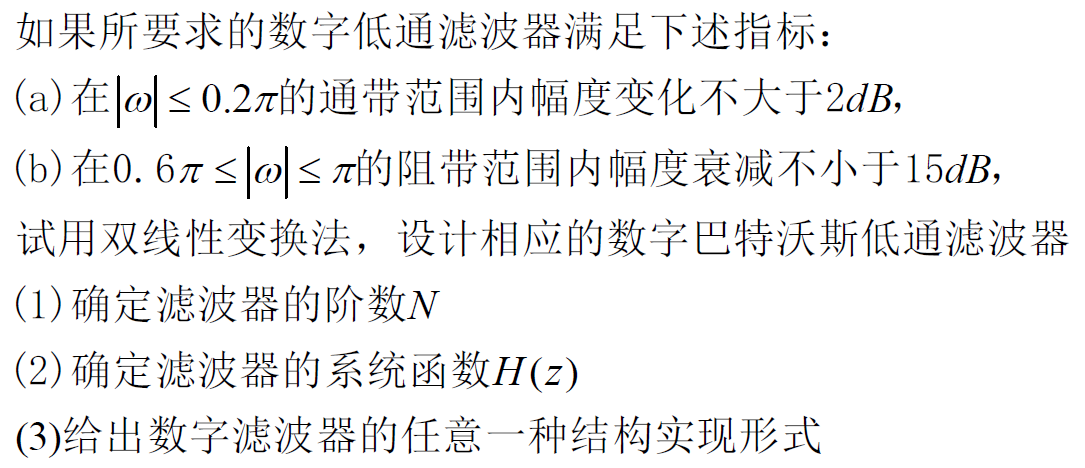 如果所要求的数字低通滤波器满足下述指标:
(a)在|ω| ≤ 0.2π的通带范围内幅度变化不大于2dB,
(b)在0. 6π ≤ |ω| ≤ π的阻带范围内幅度衰减不小于15dB,
试用双线性变换法，设计相应的数字巴特沃斯低通滤波器
(1)确定滤波器的阶数N
(2)确定滤波器的系统函数H(z)
(3)给出数字滤波器的任意一种结构实现形式